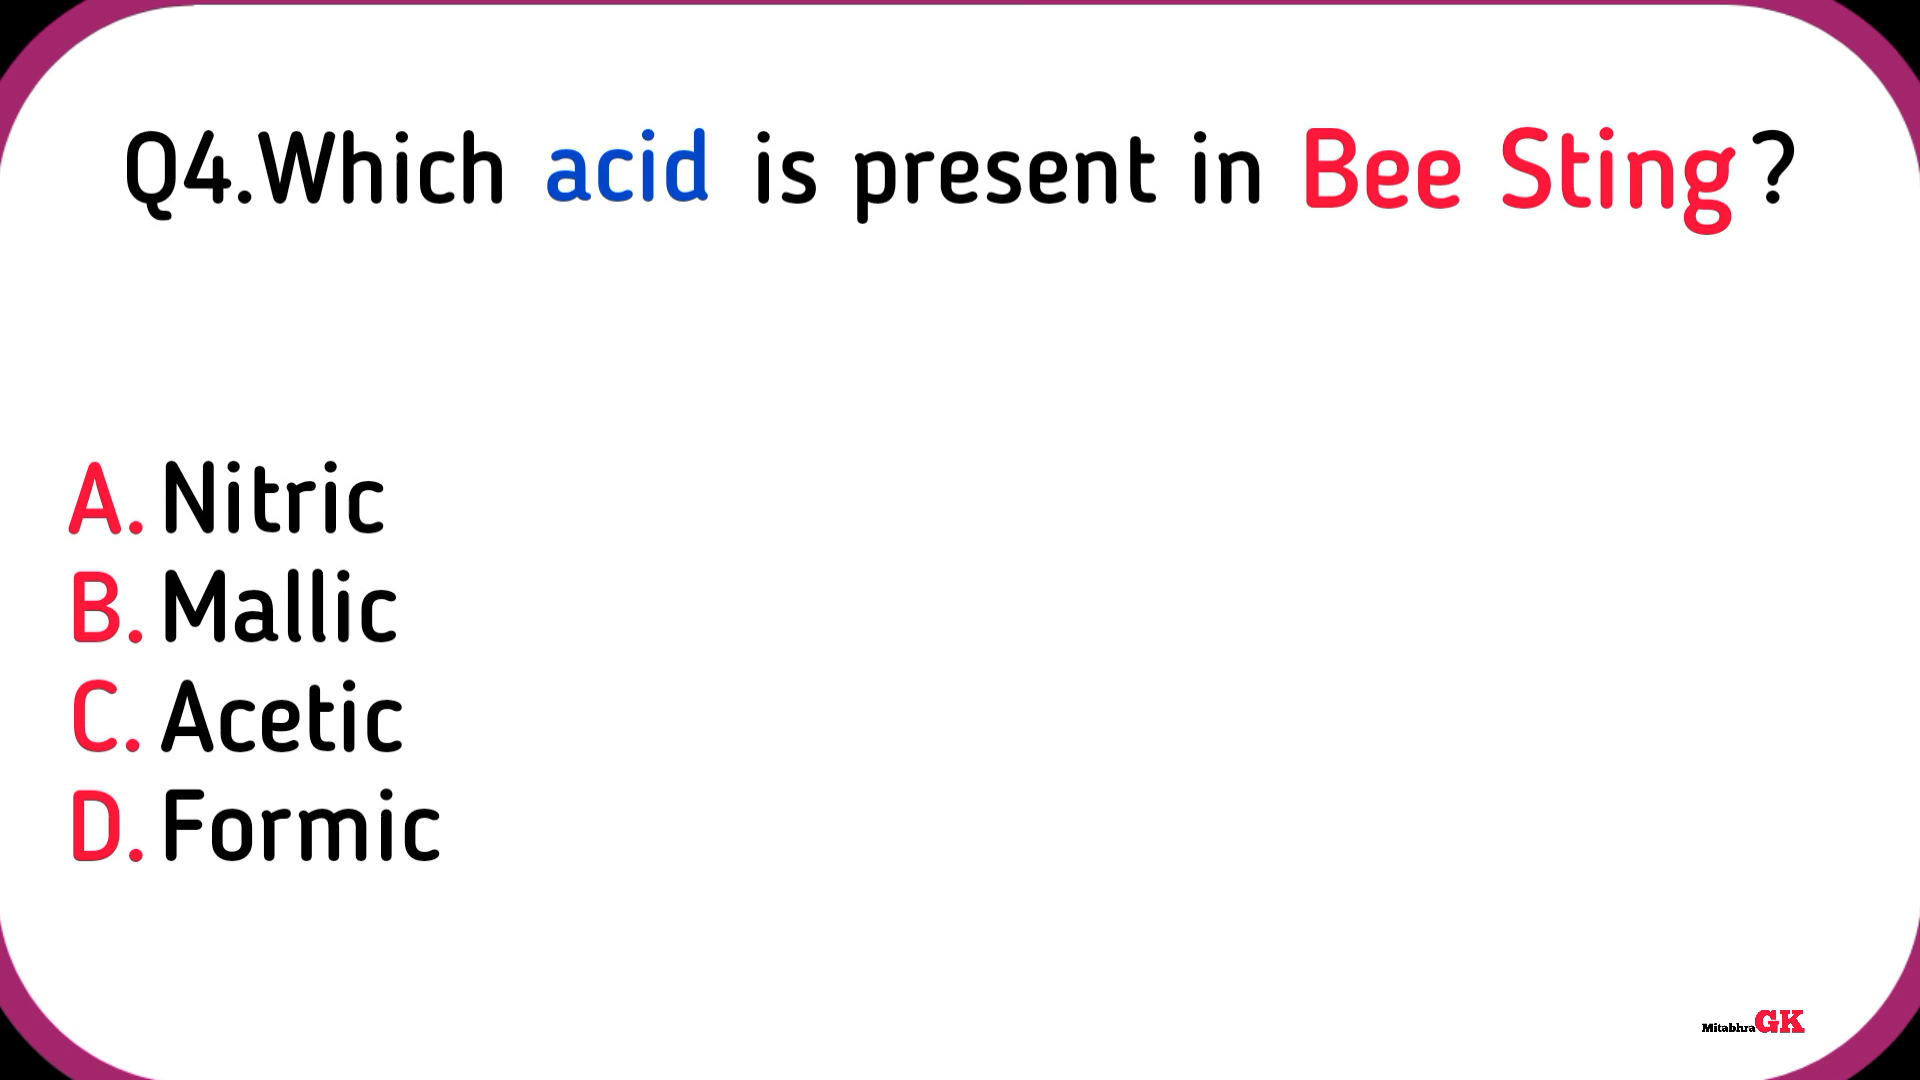 Q4.Which acid is present in Bee Sting?
A. Nitric
B. Mallic
C. Acetic
D. Formic
MitabhraGK